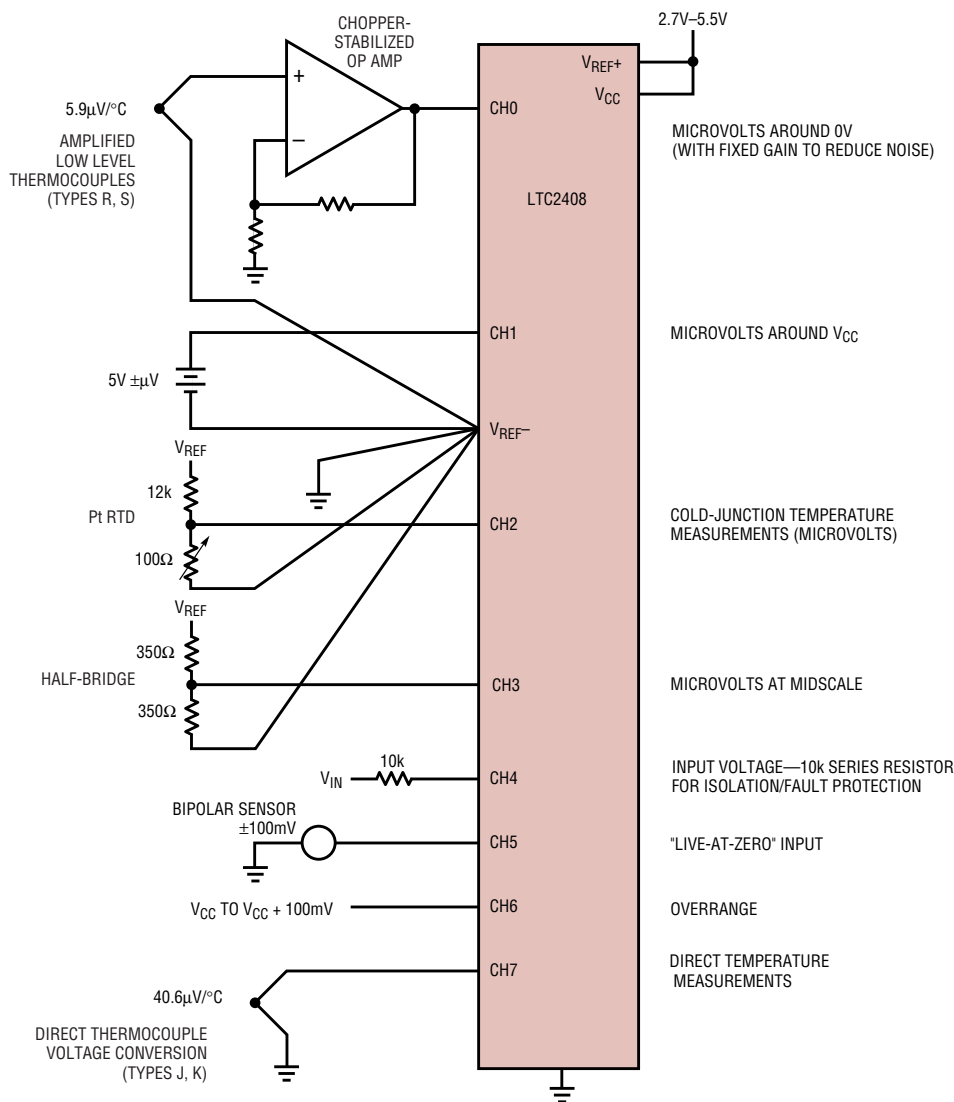 CHOPPER-
STABILIZED
OP AMP
2.7V–5.5V
VREF+
VCC
+
–
CH0
5.9µV/°C
AMPLIFIED
LOW LEVEL
THERMOCOUPLES
(TYPES R, S)
MICROVOLTS AROUND 0V
(WITH FIXED GAIN TO REDUCE NOISE)
LTC2408
CH1
MICROVOLTS AROUND VCC
5V ±µV
VREF–
VREF
12k
Pt RTD
100Ω
CH2
COLD-JUNCTION TEMPERATURE
MEASUREMENTS (MICROVOLTS)
VREF
350Ω
HALF-BRIDGE
350Ω
CH3
MICROVOLTS AT MIDSCALE
VIN
10k
CH4
INPUT VOLTAGE—10k SERIES RESISTOR
FOR ISOLATION/FAULT PROTECTION
BIPOLAR SENSOR
±100mV
CH5
"LIVE-AT-ZERO" INPUT
VCC TO VCC + 100mV
CH6
OVERRANGE
CH7
DIRECT TEMPERATURE
MEASUREMENTS
40.6µV/°C
DIRECT THERMOCOUPLE
VOLTAGE CONVERSION
(TYPES J, K)